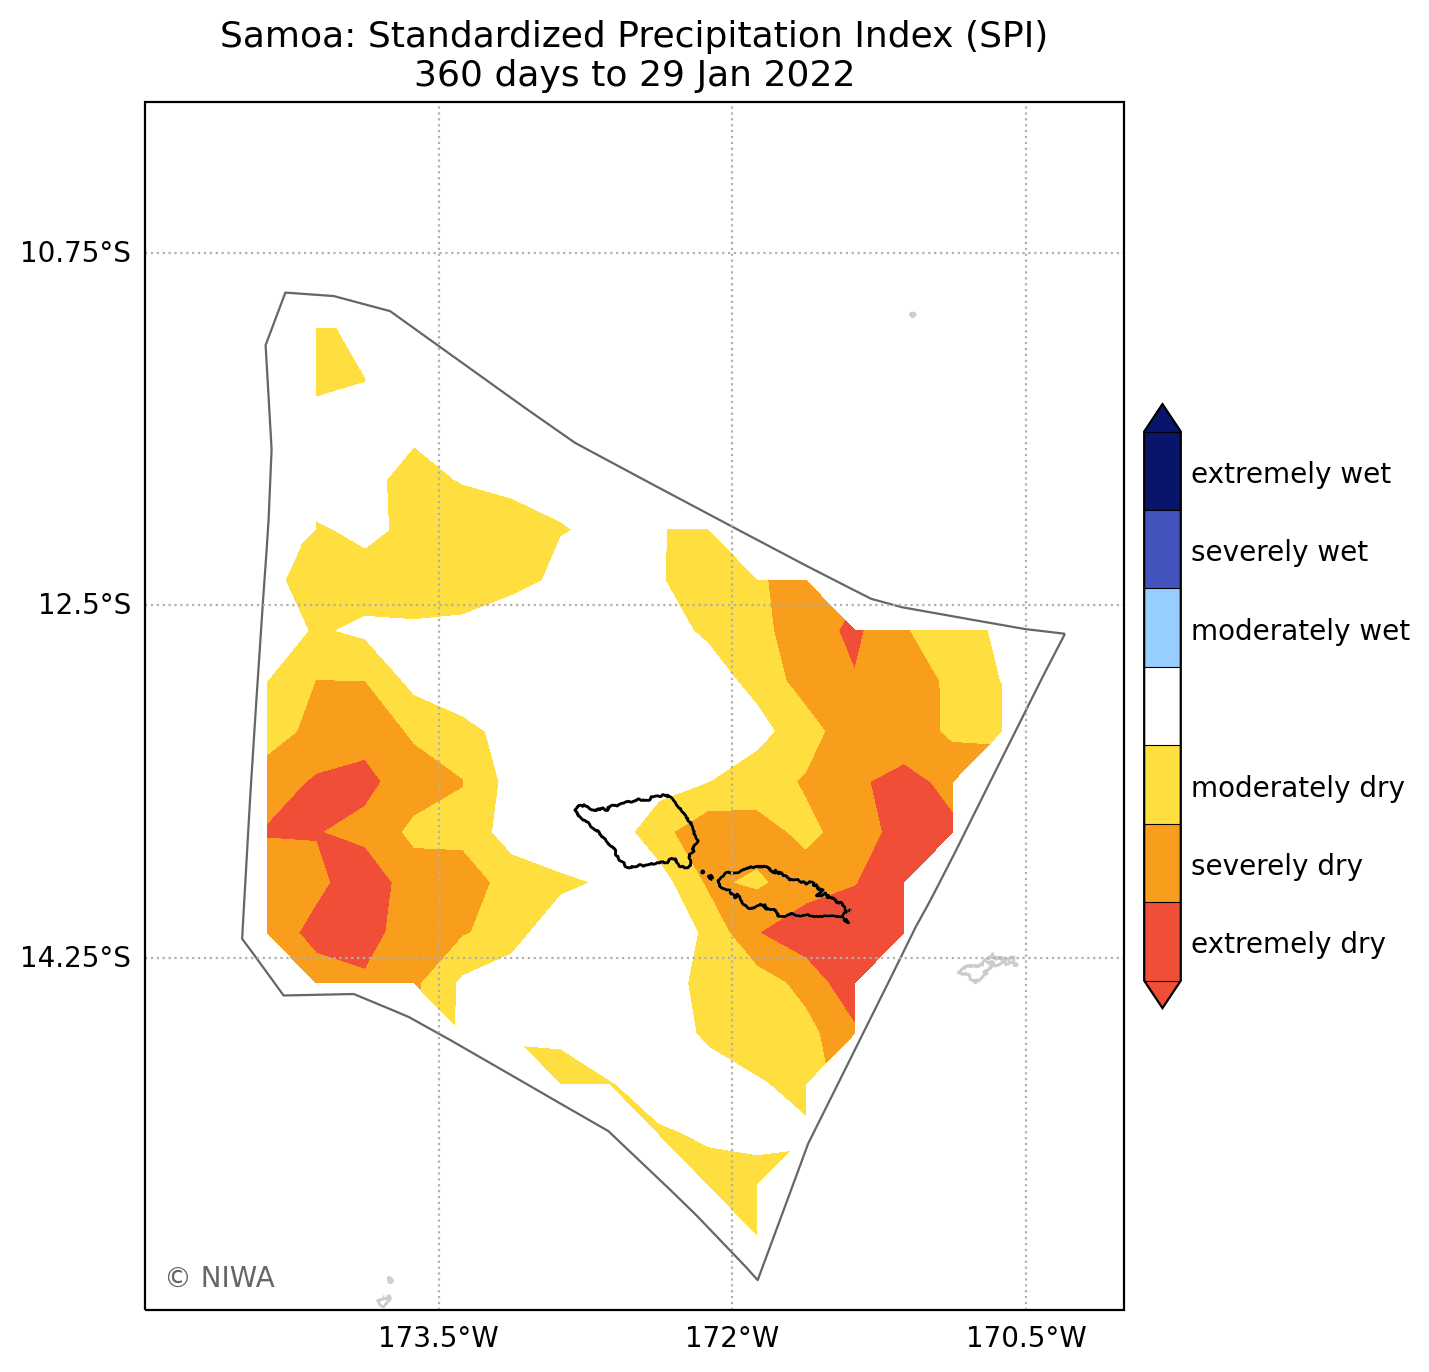 Samoa: Standardized Precipitation Index (SPI)
360 days to 29 Jan 2022
10.75°S
12.5°S
14.25°S
173.5°W
172°W
170.5°W
extremely wet
severely wet
moderately wet
moderately dry
severely dry
extremely dry
© NIWA